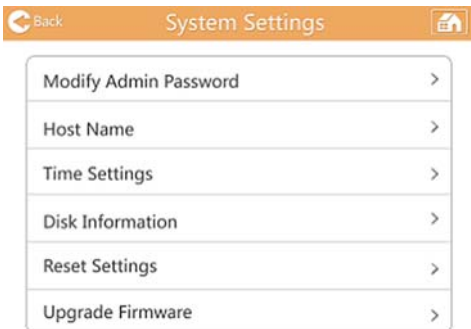 Back
System Settings
Modify Admin Password
Host Name
Time Settings
Disk Information
Reset Settings
Upgrade Firmware